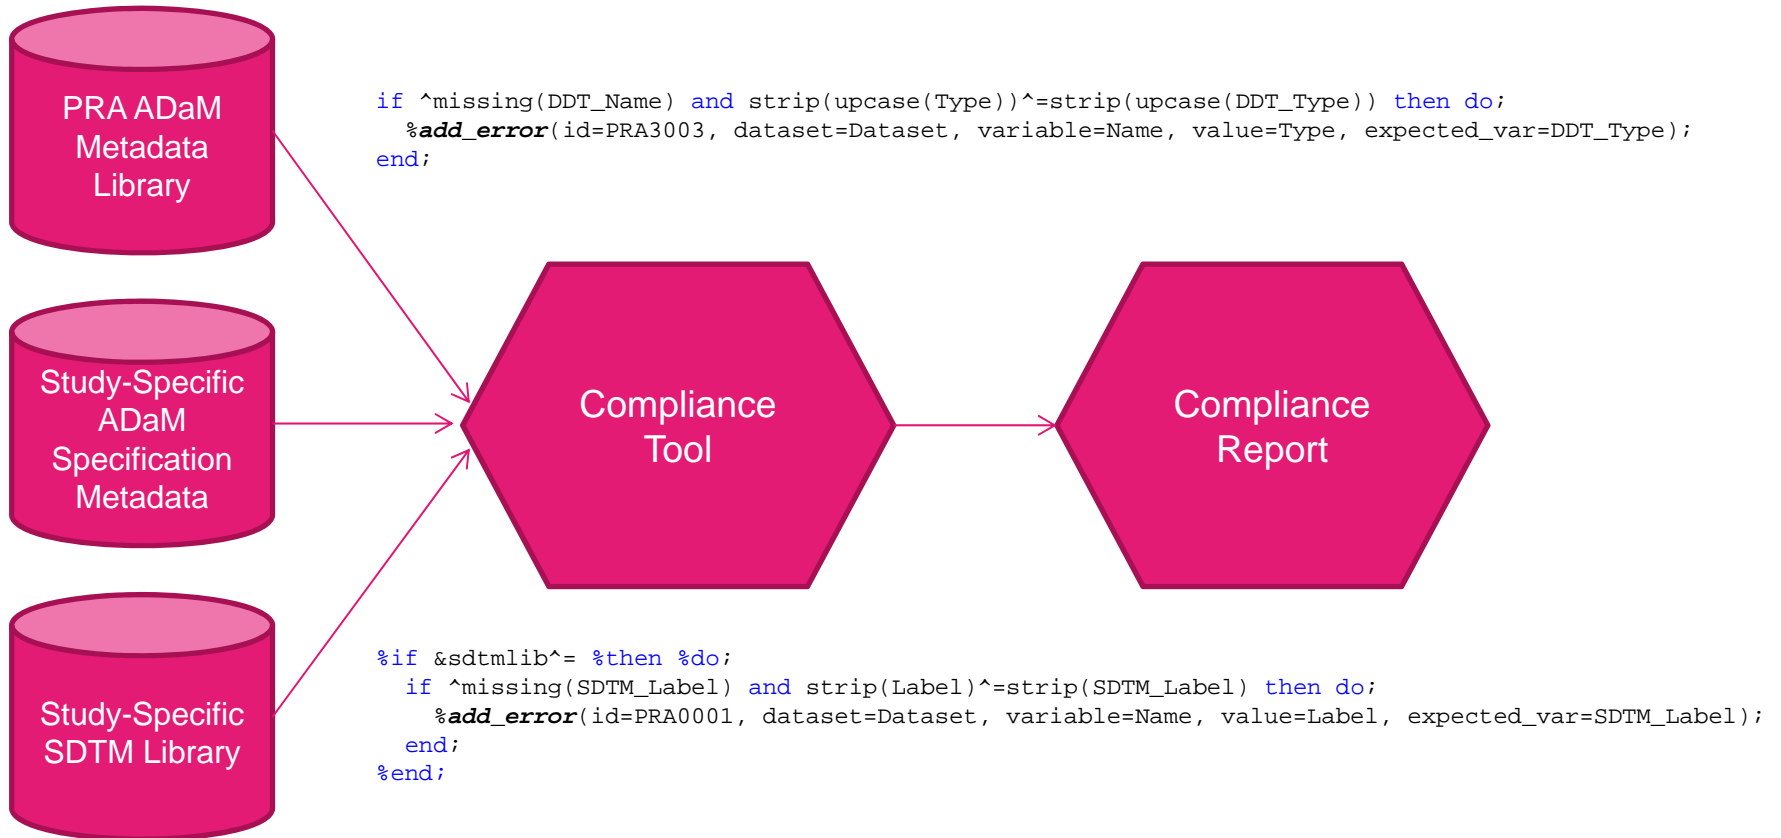 PRA ADaM
Metadata
Library
if ^missing(DDT_Name) and strip(upcase(Type))^=strip(upcase(DDT_Type)) then do;
%add_error(id=PRA3003, dataset=Dataset, variable=Name, value=Type, expected_var=DDT_Type);
end;
Study-Specific
ADaM
Specification
Metadata
Compliance
Tool
Compliance
Report
Study-Specific
SDTM Library
%if &sdtmlib^= %then %do;
if ^missing(SDTM_Label) and strip(Label)^=strip(SDTM_Label) then do;
%add_error(id=PRA0001, dataset=Dataset, variable=Name, value=Label, expected_var=SDTM_Label);
end;
%end;